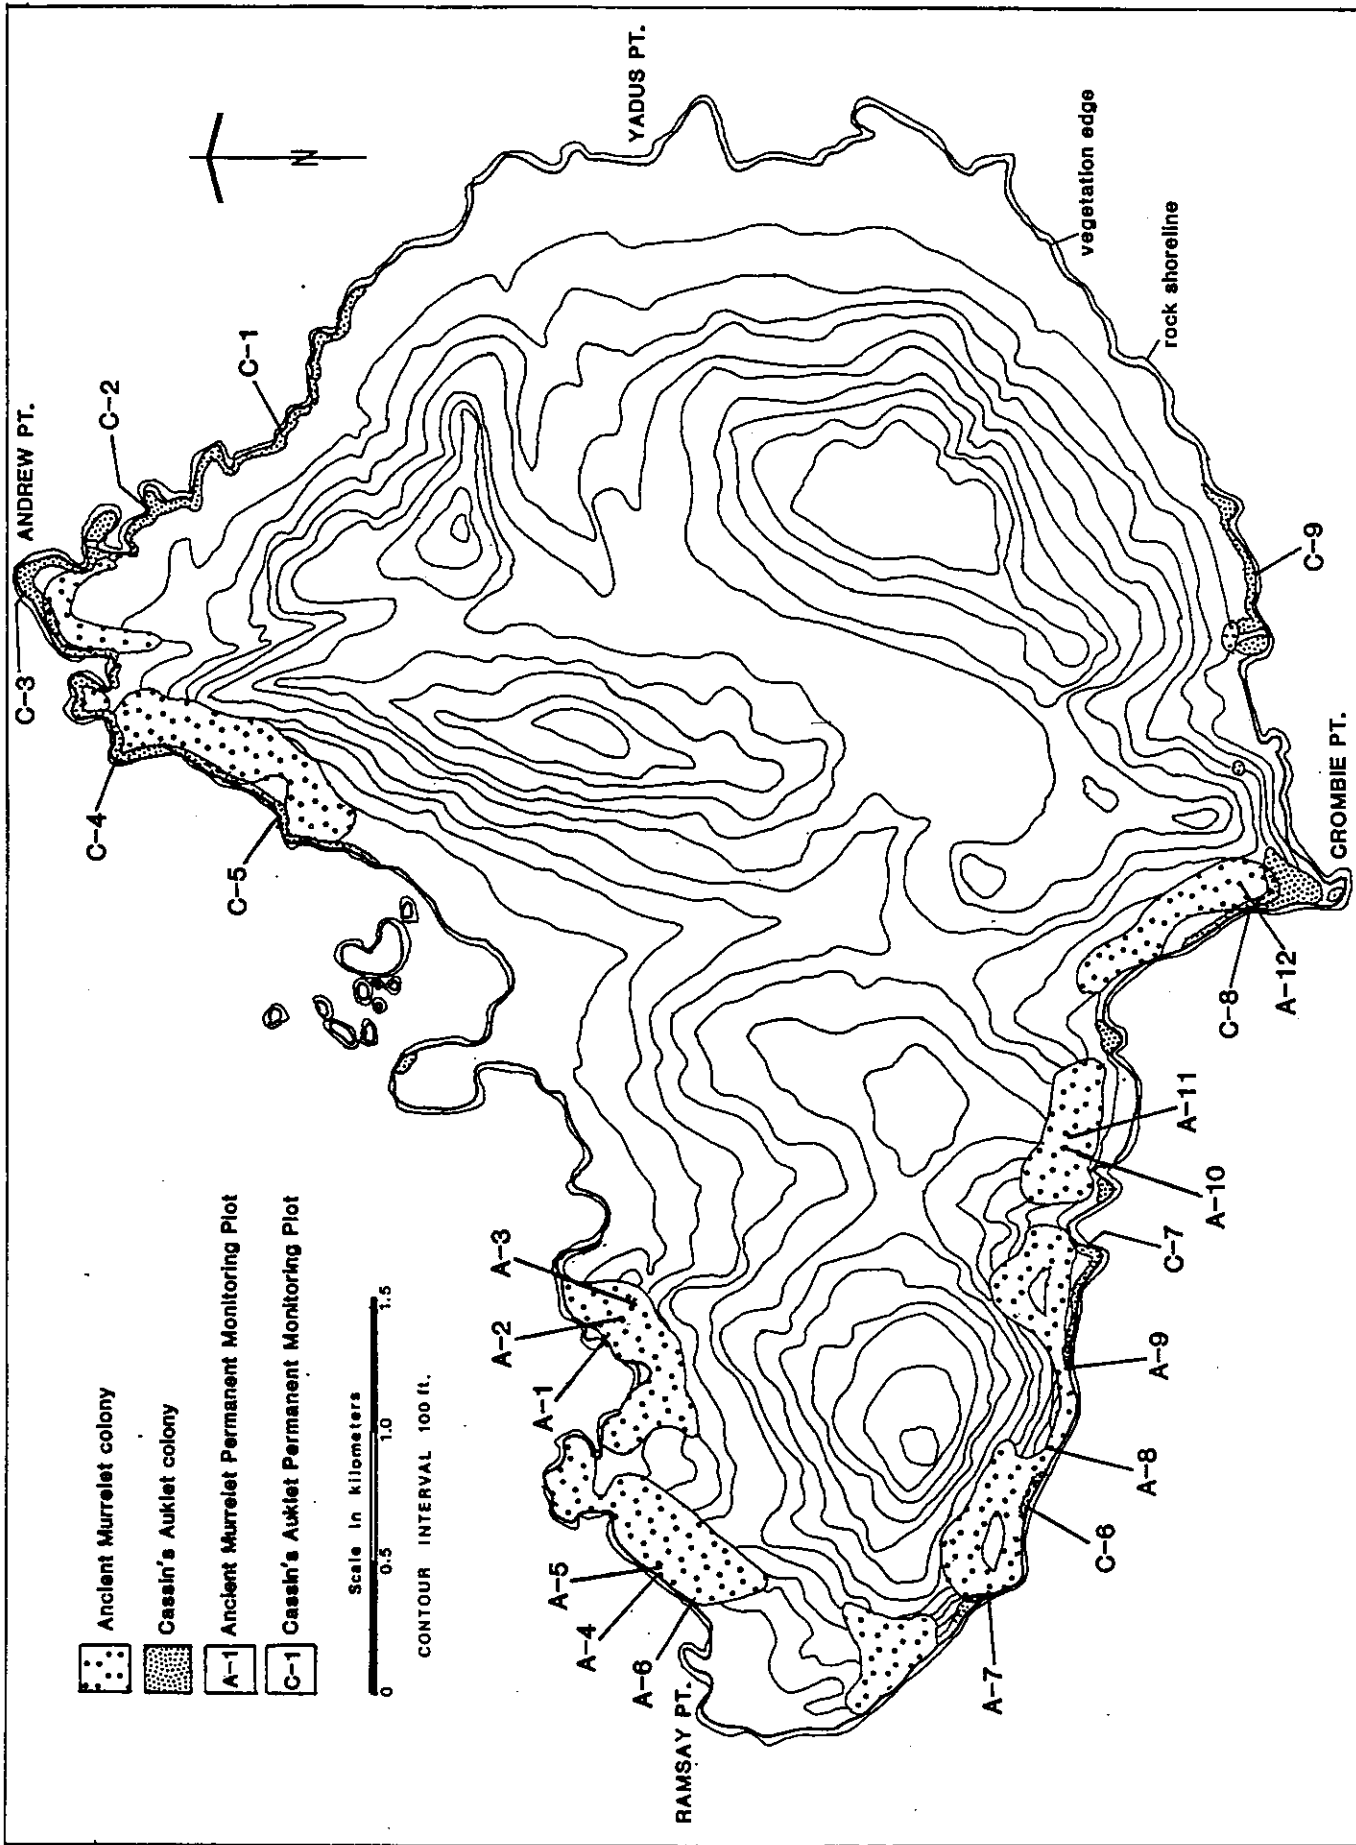 Ancient Murrelet colony
Cassin's Auklet colony
A-1 Ancient Murrelet Permanent Monitoring Plot
C-1 Cassin's Auklet Permanent Monitoring Plot
Scale in kilometers
0 0.5 1.0 1.5
CONTOUR INTERVAL 100 ft.
N
C-3
ANDREW PT.
C-2
C-1
C-4
C-5
YADUS PT.
A-3
A-2
A-1
A-5
A-4
A-6
RAMSAY PT.
vegetation edge
rock shoreline
C-9
CROMBIE PT.
A-12
C-8
A-11
A-10
C-7
A-9
A-8
C-6
A-7